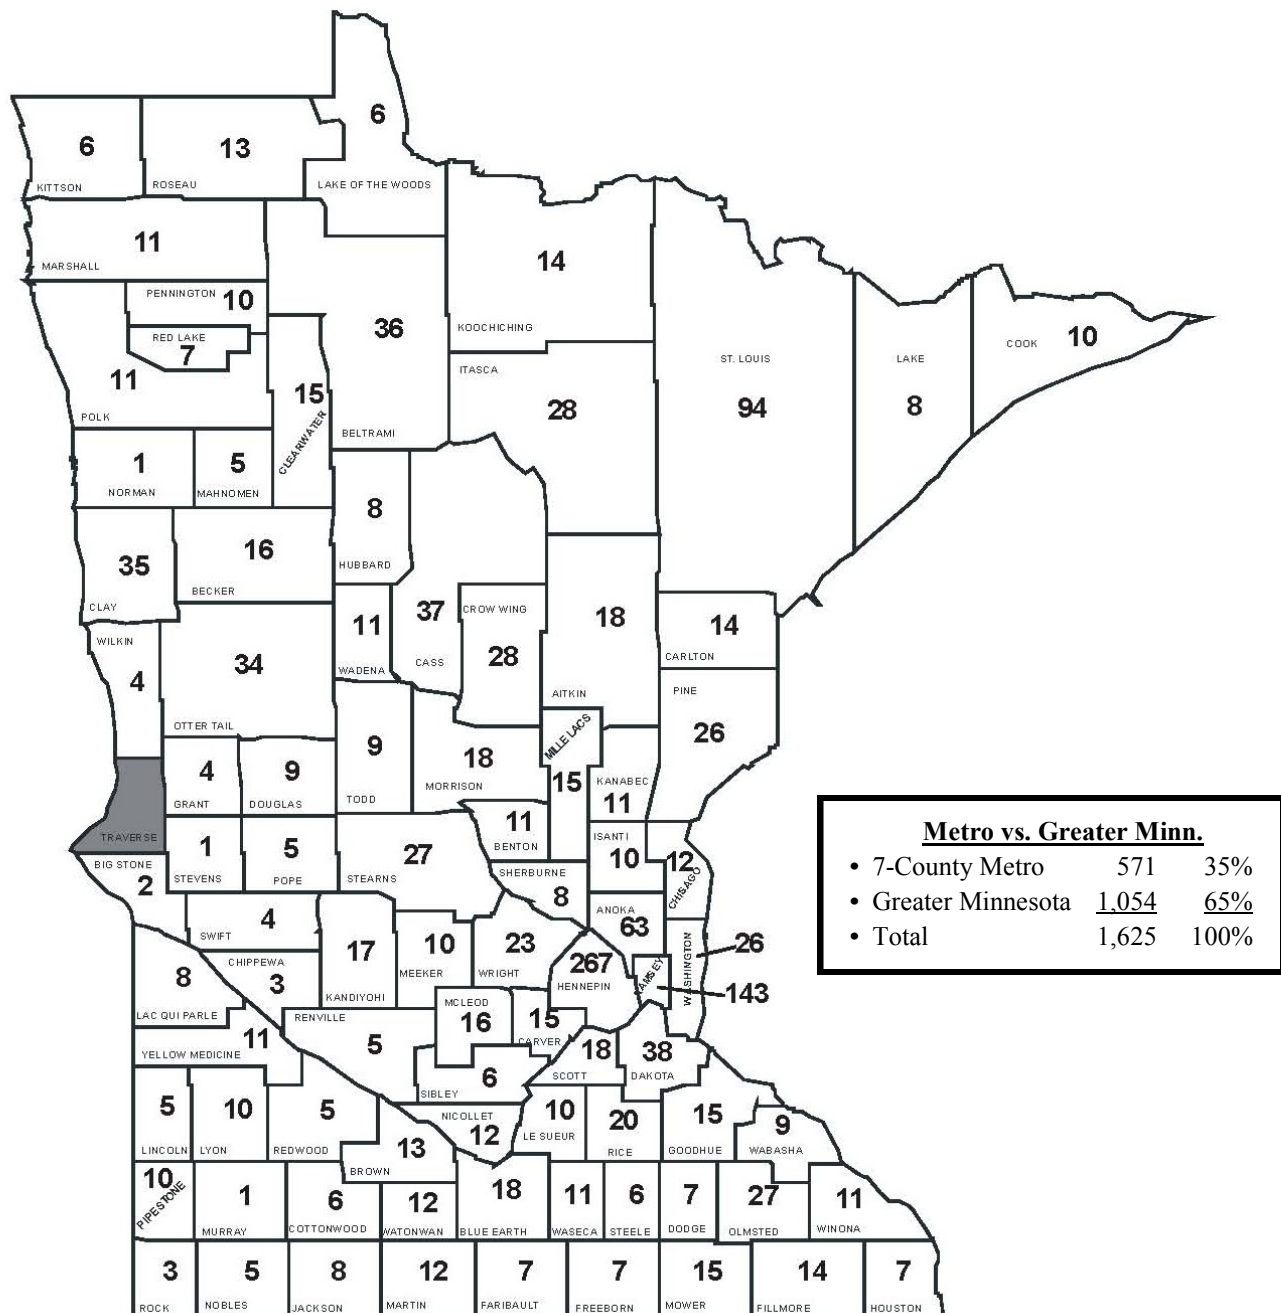 6
6
13
KITTSON
ROSEAU
LAKE OF THE WOODS
11
MARSHALL
14
KOOCHICHING
PENNINGTON 10
RED LAKE
7
11
POLK
36
BELTRAMI
15
CLEARWATER
ITASCA
28
ST. LOUIS
94
LAKE
8
COOK 10
1
NORMAN
5
MAHNOMEN
8
HUBBARD
35
CLAY
16
BECKER
37
CASS
CROW WING
28
18
AITKIN
14
CARLTON
WILKIN
4
34
OTTER TAIL
11
WADENA
PINE
26
9
TODD
18
MORRISON
MILLE LACS
15
KANABEC
11
4
GRANT
9
DOUGLAS
TRAVERSE
BIG STONE
2
1
STEVENS
5
POPE
27
STEARNS
11
BENTON
SHERBURNE
8
ISANTI
10
12
CHISAGO
4
SWIFT
17
KANDIYOHI
10
MEEKER
23
WRIGHT
ANOKA
63
267
HENNEPIN
RAMSEY
143
WASHINGTON
26
8
LAC QUI PARLE
CHIPPEWA
3
RENVILLE
5
MCLEOD
16
15
CARVER
11
YELLOW MEDICINE
6
SIBLEY
18
SCOTT
38
DAKOTA
5
LINCOLN
10
LYON
5
REDWOOD
13
BROWN
NICOLLET
12
10
LE SUEUR
20
RICE
15
GOODHUE
9
WABASHA
10
PIPESTONE
1
MURRAY
6
COTTONWOOD
12
WATONWAN
18
BLUE EARTH
11
WASECA
6
STEELE
7
DODGE
27
OLMSTED
11
WINONA
3
ROCK
5
NOBLES
8
JACKSON
12
MARTIN
7
FARIBAULT
7
FREEBORN
15
MOWER
14
FILLMORE
7
HOUSTON
Metro vs. Greater Minn.
• 7-County Metro 571 35%
• Greater Minnesota 1,054 65%
• Total 1,625 100%